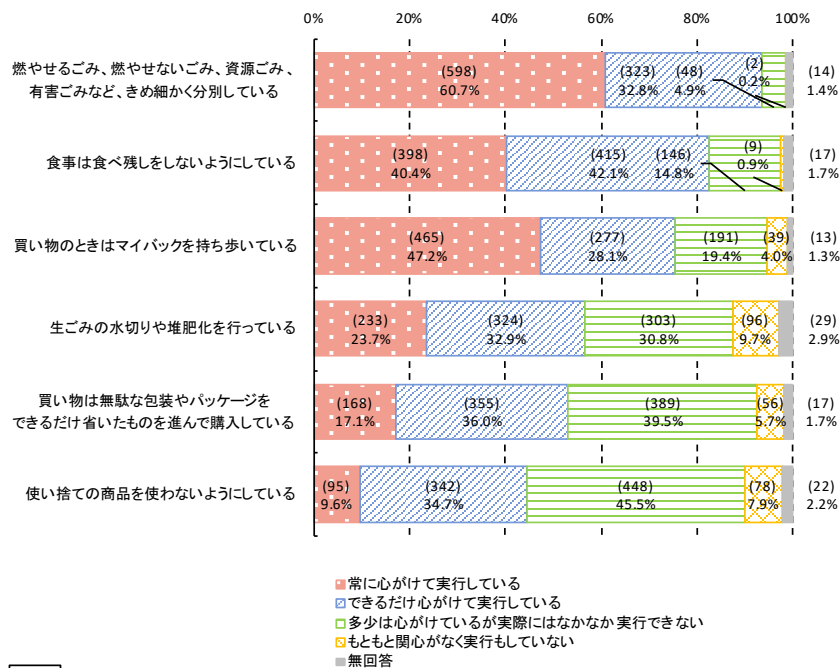 0% 20% 40% 60% 80% 100%
燃やせるごみ、燃やせないごみ、資源ごみ、
有害ごみなど、きめ細かく分別している
(598) (323) (48) (2) (14)
60.7% 32.8% 4.9% 0.2% 1.4%
食事は食べ残しをしないようにしている
(398) (415) (146) (9) (17)
40.4% 42.1% 14.8% 0.9% 1.7%
買い物のときはマイバックを持ち歩いている
(465) (277) (191) (39) (13)
47.2% 28.1% 19.4% 4.0% 1.3%
生ごみの水切りや堆肥化を行っている
(233) (324) (303) (96) (29)
23.7% 32.9% 30.8% 9.7% 2.9%
買い物は無駄な包装やパッケージを
できるだけ省いたものを進んで購入している
(168) (355) (389) (56) (17)
17.1% 36.0% 39.5% 5.7% 1.7%
使い捨ての商品を使わないようにしている
(95) (342) (448) (78) (22)
9.6% 34.7% 45.5% 7.9% 2.2%
常に心がけて実行している
できるだけ心がけて実行している
多少は心がけているが実際にはなかなか実行できない
もともと関心がなく実行もしていない
無回答